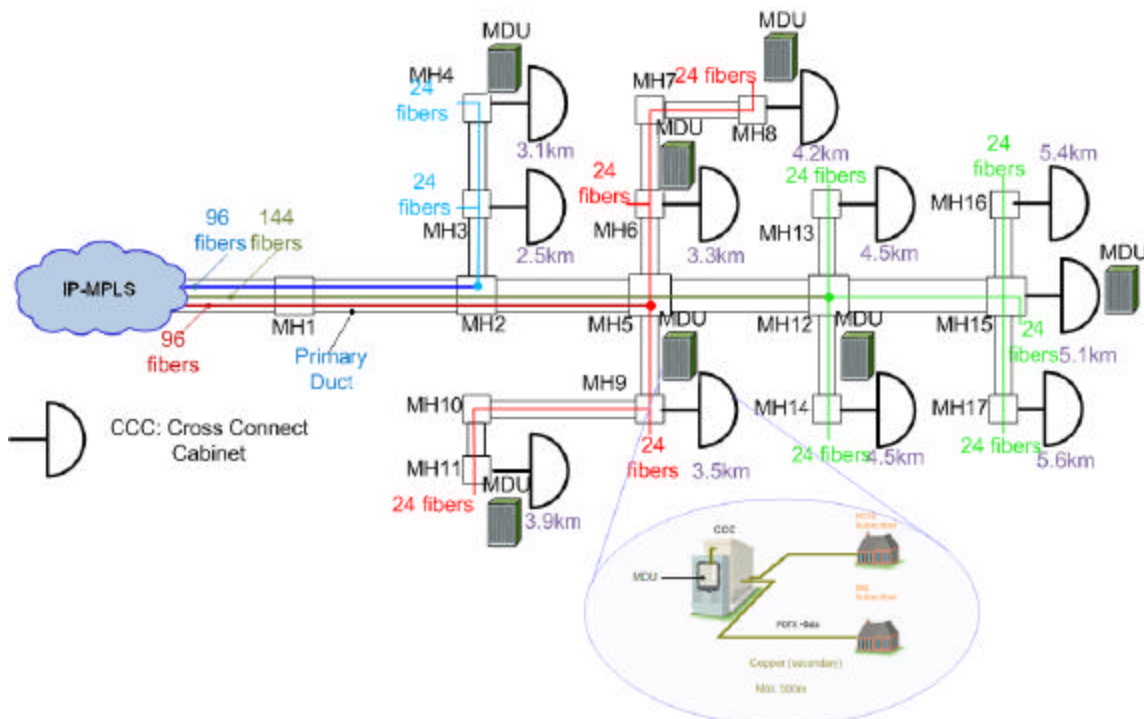 MDU
MDU
MH4
24
fibers
MH7
24 fibers
MDU
MH8
3.1km
4.2km
24
fibers
24
fibers
24 fibers
24
fibers
5.4km
MH3
MH6
MH13
MH16
2.5km
3.3km
4.5km
MDU
96
fibers
144
fibers
IP-MPLS
MH1
MH2
MH5
MH12
MH15
96
fibers
Primary
Duct
MDU
MDU
24
fibers
5.1km
MH9
MH10
MH14
MH17
CCC: Cross Connect
Cabinet
24
fibers
3.5km
24 fibers
4.5km
24 fibers
5.6km
MH11
MDU
24 fibers
3.9km
CCC
MDU
Copper (secondary)